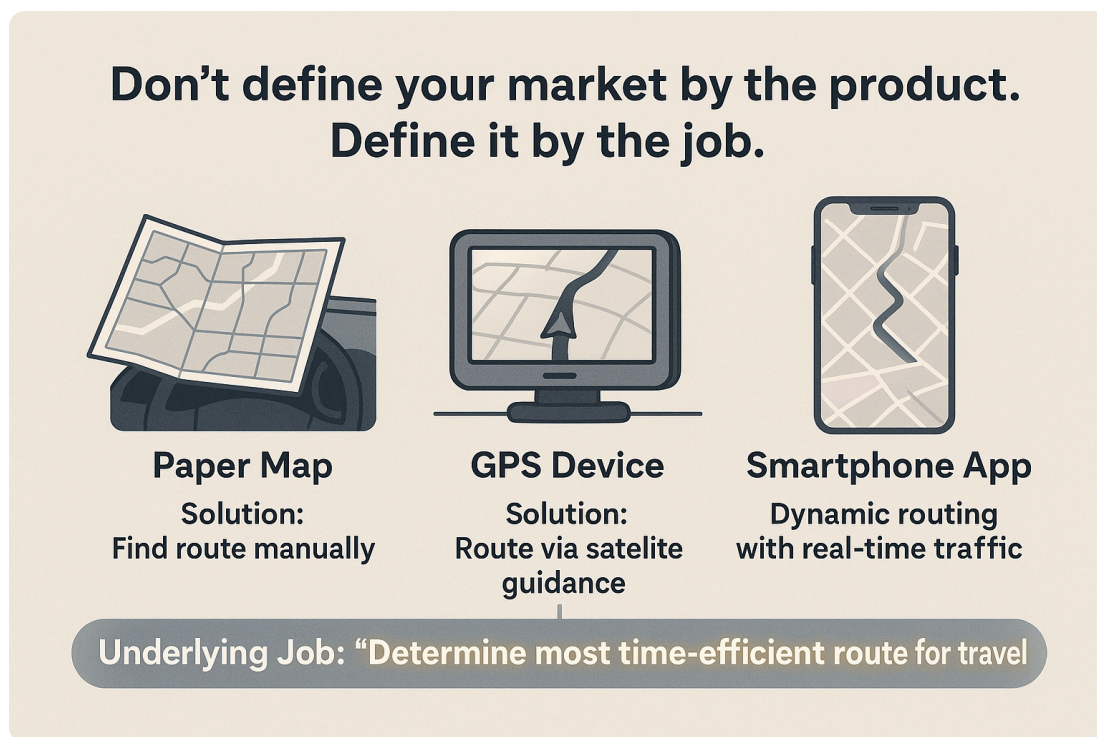 Don't define your market by the product.
Define it by the job.
Paper Map
Solution:
Find route manually
GPS Device
Solution:
Route via satelite
guidance
Smartphone App
Dynamic routing
with real-time traffic
Underlying Job: “Determine most time-efficient route for travel